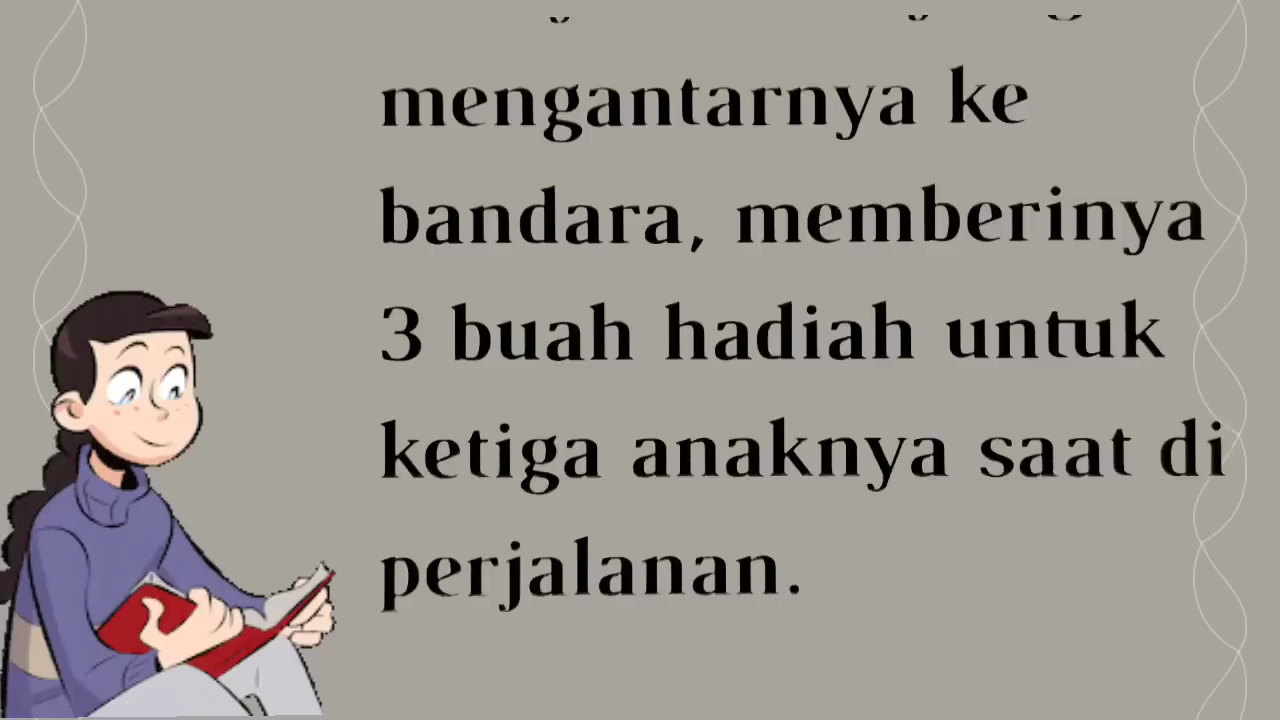 mengantarnya ke
bandara, memberinya
3 buah hadiah untuk
ketiga anaknya saat di
perjalanan.